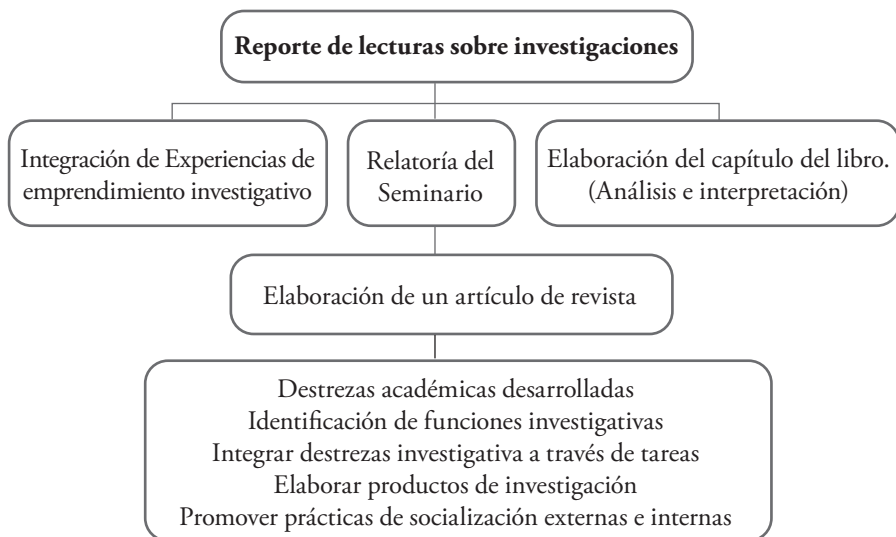 Reporte de lecturas sobre investigaciones
Integración de Experiencias de
emprendimiento investigativo
Relatoría del
Seminario
Elaboración del capítulo del libro.
(Análisis e interpretación)
Elaboración de un artículo de revista
Destrezas académicas desarrolladas
Identificación de funciones investigativas
Integrar destrezas investigativa a través de tareas
Elaborar productos de investigación
Promover prácticas de socialización externas e internas